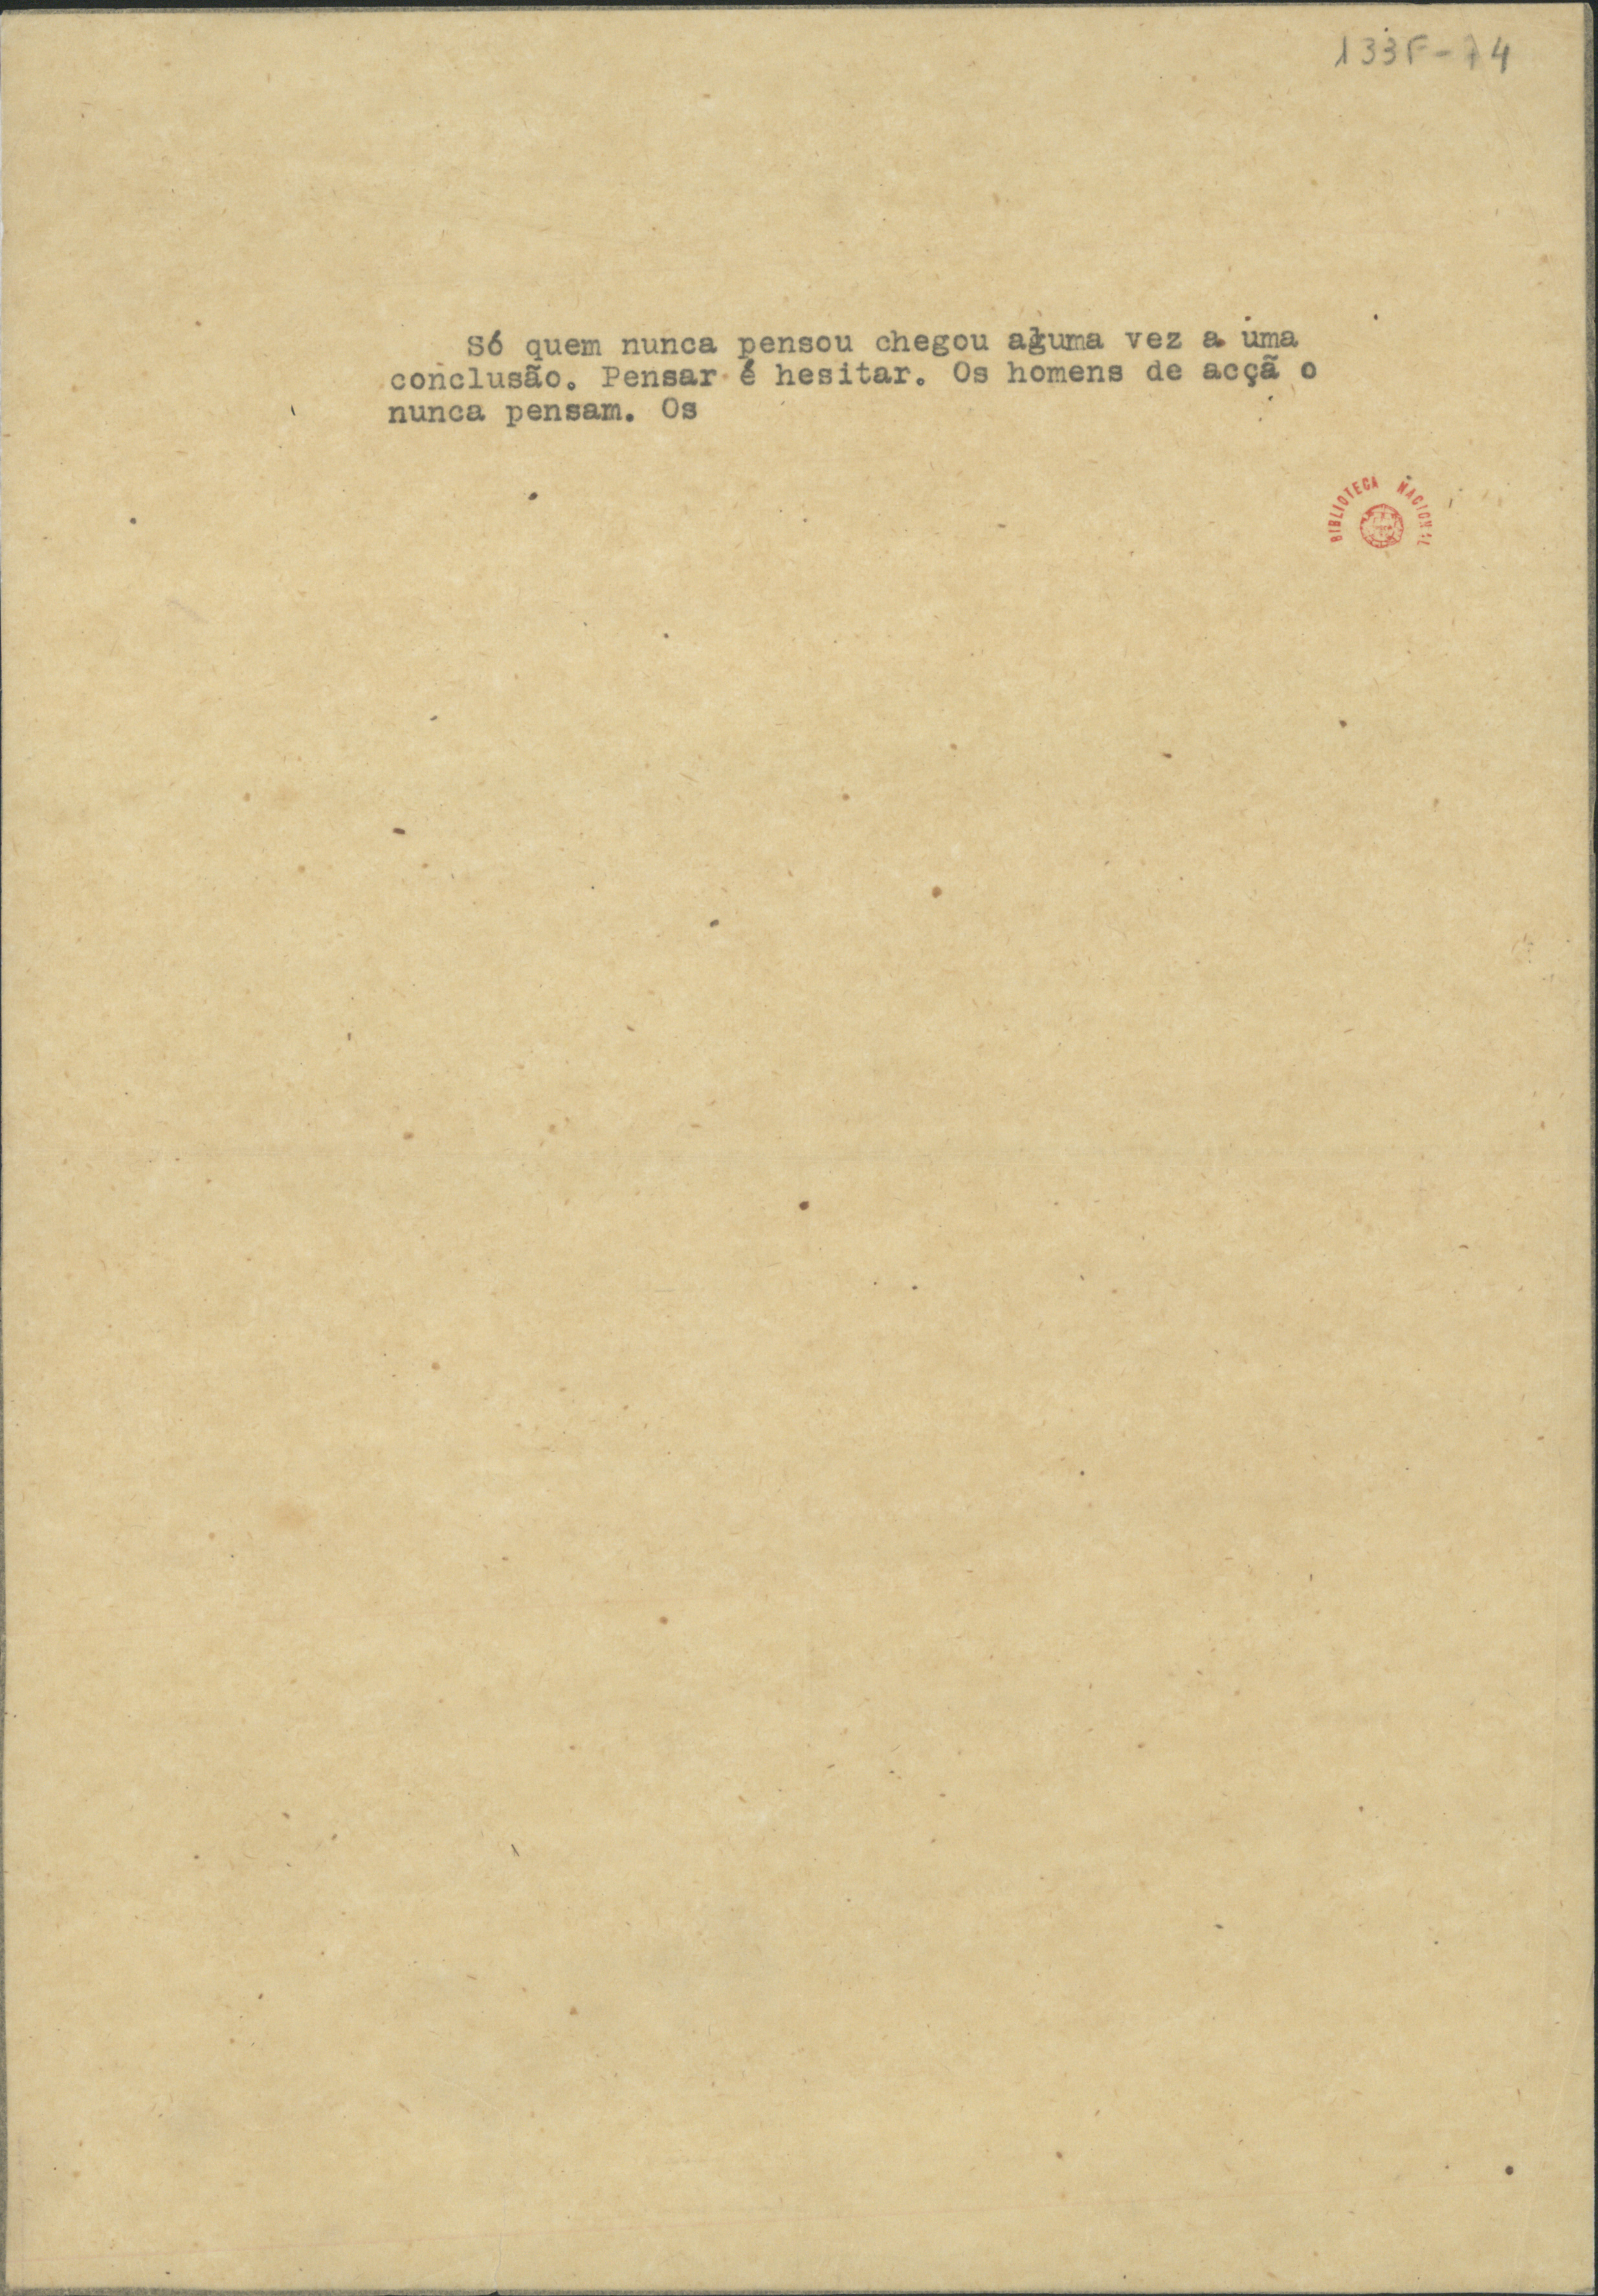 133F-74
Só quem nunca pensou chegou alguma vez a uma
conclusão. Pensar é hesitar. Os homens de acçã o
nunca pensam. Os
BIBLIOTECA NACIONAL